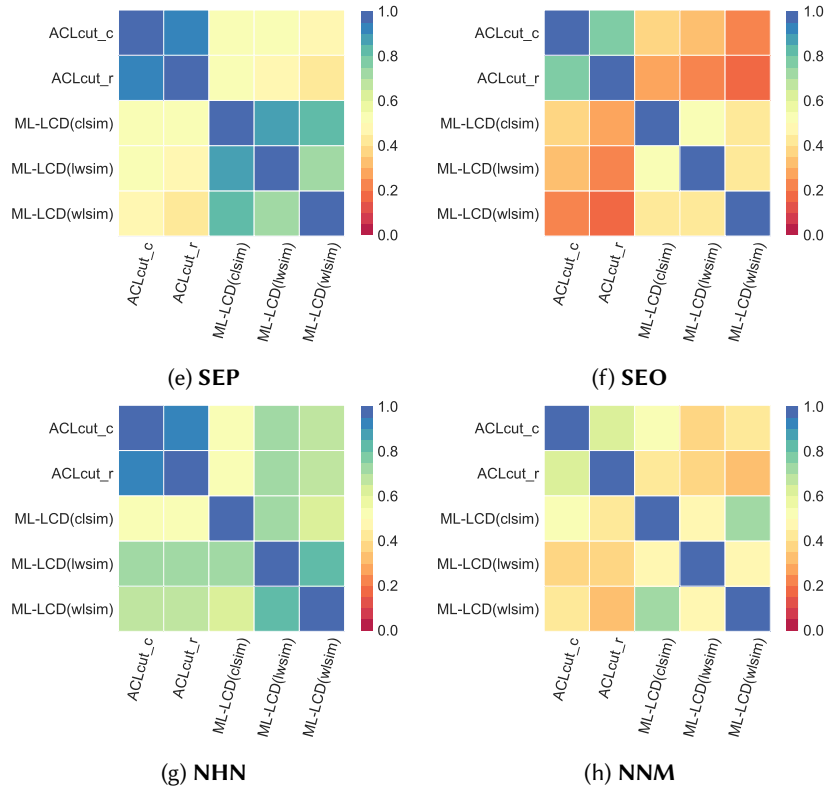 ACLcut_c
ACLcut_r
ML-LCD(clsim)
ML-LCD(lwsim)
ML-LCD(wlsim)
1.0
0.8
0.6
0.4
0.2
0.0
ACLcut_c
ACLcut_r
ML-LCD(clsim)
ML-LCD(lwsim)
ML-LCD(wlsim)
(e) SEP
ACLcut_c
ACLcut_r
ML-LCD(clsim)
ML-LCD(lwsim)
ML-LCD(wlsim)
1.0
0.8
0.6
0.4
0.2
0.0
ACLcut_c
ACLcut_r
ML-LCD(clsim)
ML-LCD(lwsim)
ML-LCD(wlsim)
(f) SEO
ACLcut_c
ACLcut_r
ML-LCD(clsim)
ML-LCD(lwsim)
ML-LCD(wlsim)
1.0
0.8
0.6
0.4
0.2
0.0
ACLcut_c
ACLcut_r
ML-LCD(clsim)
ML-LCD(lwsim)
ML-LCD(wlsim)
(g) NHN
ACLcut_c
ACLcut_r
ML-LCD(clsim)
ML-LCD(lwsim)
ML-LCD(wlsim)
1.0
0.8
0.6
0.4
0.2
0.0
ACLcut_c
ACLcut_r
ML-LCD(clsim)
ML-LCD(lwsim)
ML-LCD(wlsim)
(h) NNM